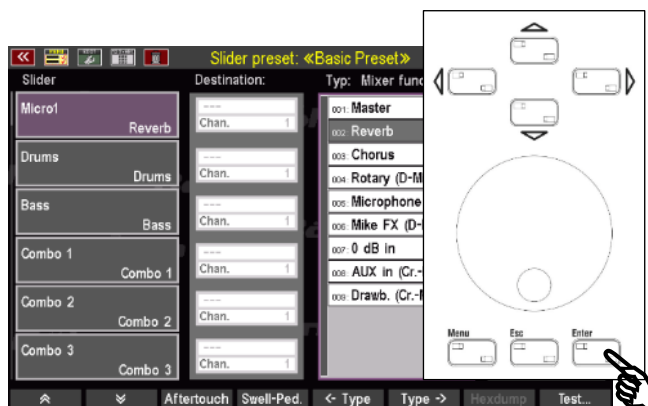 Slider preset: «Basic Preset»
Slider
Destination:
Typ: Mixer func
Micro1
Reverb
---
Chan. 1
Drums
Drums
---
Chan. 1
Bass
Bass
---
Chan. 1
Combo 1
Combo 1
---
Chan. 1
Combo 2
Combo 2
---
Chan. 1
Combo 3
Combo 3
---
Chan. 1
001: Master
002: Reverb
003: Chorus
004: Rotary (D-M
005: Microphone
006: Mike FX (D-
007: 0 dB in
008: AUX in (Cr.-
009: Drawb. (Cr.-
Menu Esc Enter
Aftertouch Swell-Ped. <- Type Type -> Hexdump Test...